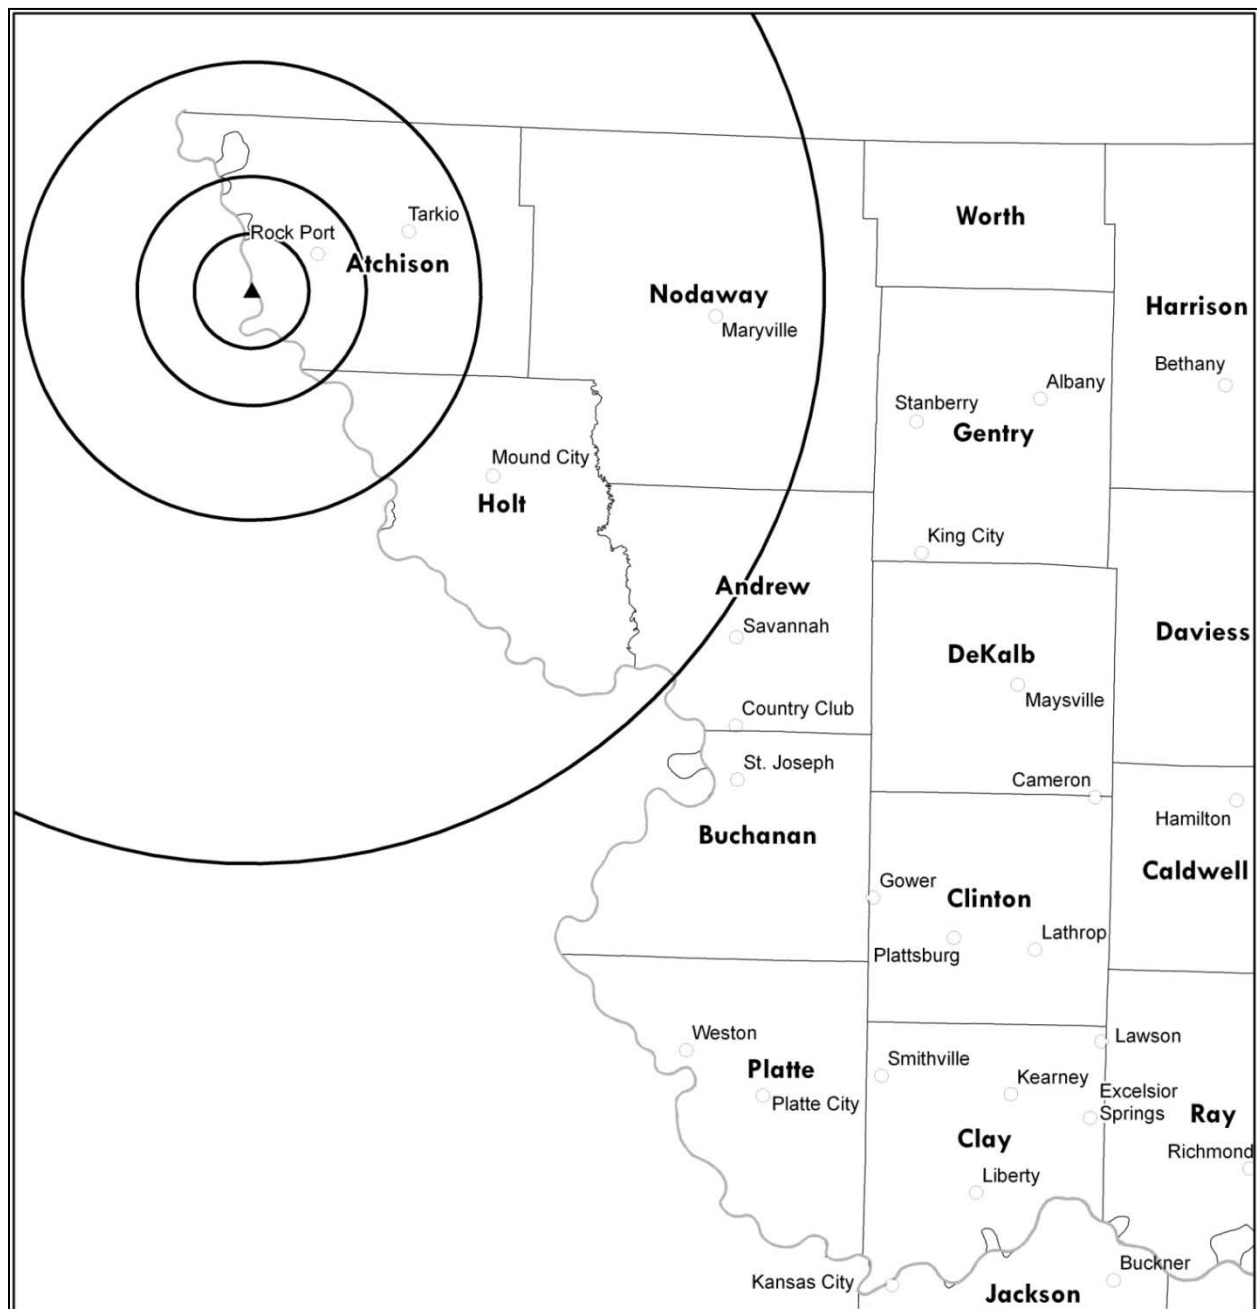 Tarkio
Rock Port
Atchison
Worth
Nodaway
Maryville
Harrison
Bethany
Albany
Stanberry
Gentry
Mound City
Holt
King City
Andrew
Savannah
Daviess
DeKalb
Maysville
Country Club
St. Joseph
Cameron
Hamilton
Buchanan
Caldwell
Gower
Clinton
Lathrop
Plattsburg
Weston
Platte
Platte City
Smithville
Lawson
Kearney
Excelsior
Springs
Ray
Clay
Richmond
Liberty
Buckner
Kansas City
Jackson